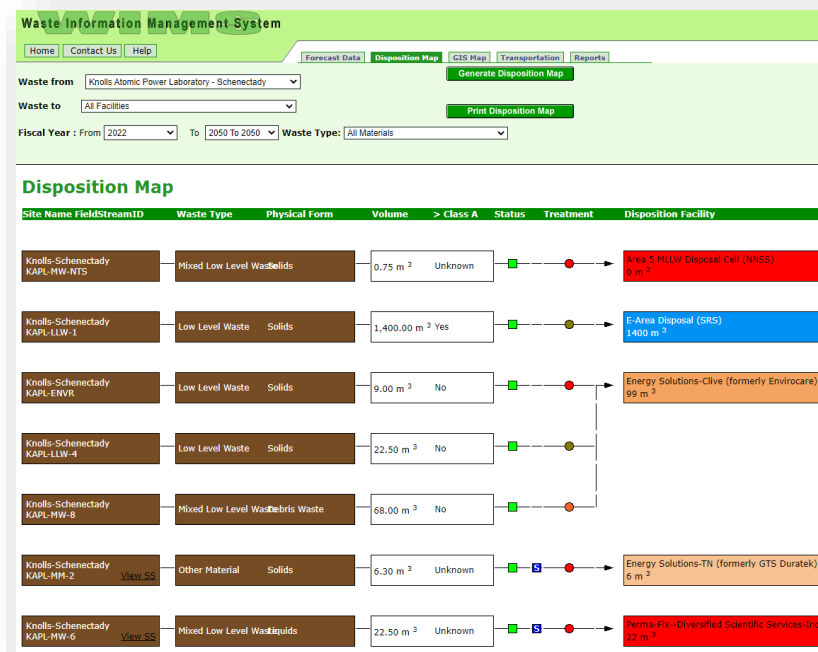 Waste Information Management System
Home Contact Us Help
Forecast Data Disposition Map GIS Map Transportation Reports
Waste from Knolls Atomic Power Laboratory - Schenectady Generate Disposition Map
Waste to All Facilities Print Disposition Map
Fiscal Year : From 2022 To 2050 To 2050 Waste Type: All Materials
Disposition Map
Site Name FieldStreamID Waste Type Physical Form Volume > Class A Status Treatment Disposition Facility
Knolls-Schenectady
KAPL-MW-NTS
Mixed Low Level Waste Solids 0.75 m 3 Unknown
Area 5 MLLW Disposal Cell (NNSS)
0 m 3
Knolls-Schenectady
KAPL-LLW-1
Low Level Waste Solids 1,400.00 m 3 Yes
E-Area Disposal (SRS)
1400 m 3
Knolls-Schenectady
KAPL-ENVR
Low Level Waste Solids 9.00 m 3 No
Energy Solutions-Clive (formerly Envirocare)
99 m 3
Knolls-Schenectady
KAPL-LLW-4
Low Level Waste Solids 22.50 m 3 No
Knolls-Schenectady
KAPL-MW-8
Mixed Low Level Waste Debris Waste 68.00 m 3 No
Knolls-Schenectady
KAPL-MM-2 View SS
Other Material Solids 6.30 m 3 Unknown S
Energy Solutions-TN (formerly GTS Duratek)
6 m 3
Knolls-Schenectady
KAPL-MW-6 View SS
Mixed Low Level Waste Liquids 22.50 m 3 Unknown S
Perma-Fix--Diversified Scientific Services-Inc
22 m 3